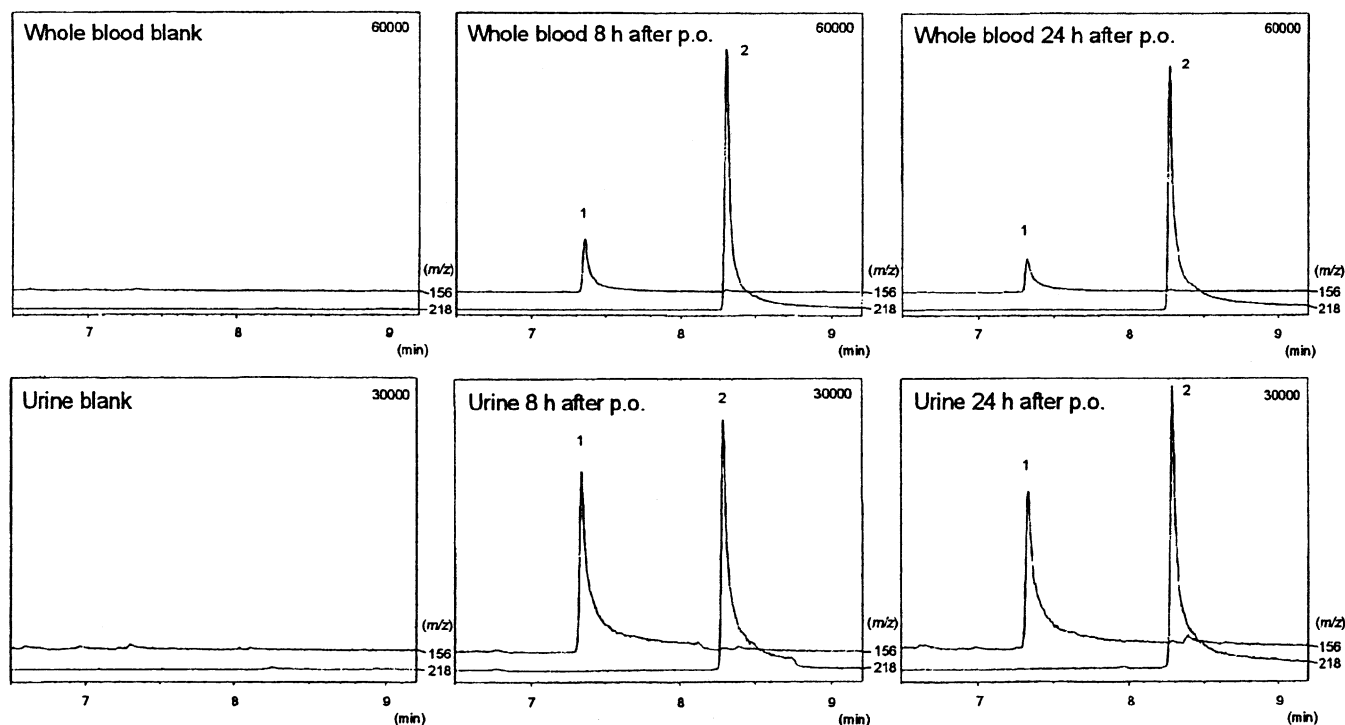 Whole blood blank 60000
(m/z)
156
218
7 8 9
(min)
Whole blood 8 h after p.o. 60000
2
1
(m/z)
156
218
7 8 9
(min)
Whole blood 24 h after p.o. 60000
2
1
(m/z)
156
218
7 8 9
(min)
Urine blank 30000
(m/z)
156
218
7 8 9
(min)
Urine 8 h after p.o. 2 30000
1
(m/z)
156
218
7 8 9
(min)
Urine 24 h after p.o. 2 30000
1
(m/z)
156
218
7 8 9
(min)